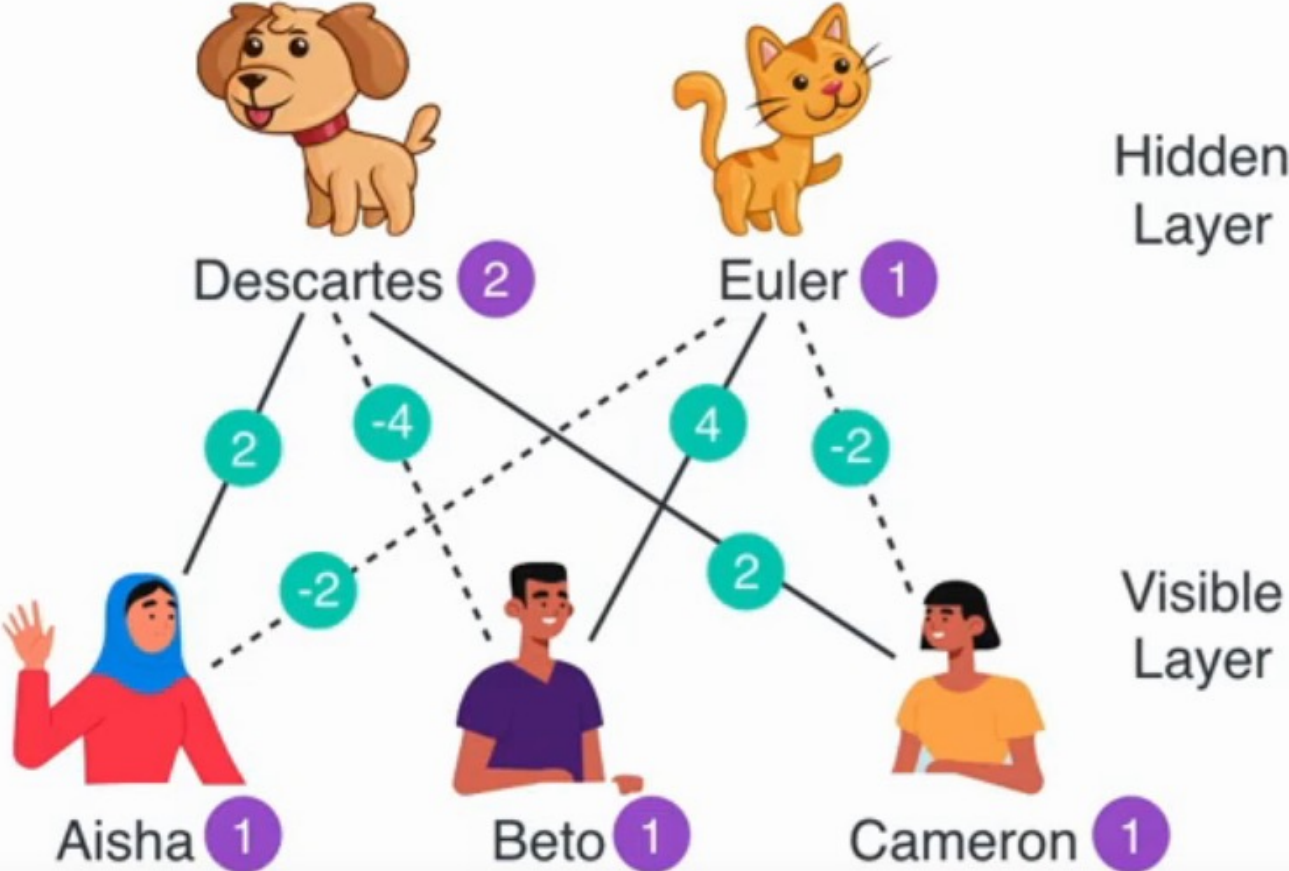 Hidden
Layer
Descartes 2
Euler 1
2
-4
4
-2
-2
2
Visible
Layer
Aisha 1
Beto 1
Cameron 1